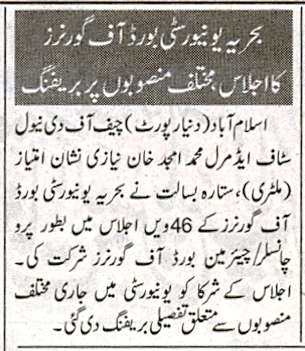 بحریہ یونیورسٹی بورڈ آف گورنرز
کا اجلاس، مختلف منصوبوں پر بریفنگ
اسلام آباد (دنیا رپورٹ) چیف آف دی نیول
سٹاف ایڈمرل محمد امجد خان نیازی نشان امتیاز
(ملٹری)، ستارہ بسالت نے بحریہ یونیورسٹی بورڈ
آف گورنرز کے 46ویں اجلاس میں بطور پرو
چانسلر/چیئرمین بورڈ آف گورنرز شرکت کی۔
اجلاس کے شرکا کو یونیورسٹی میں جاری مختلف
منصوبوں سے متعلق تفصیلی بریفنگ دی گئی۔